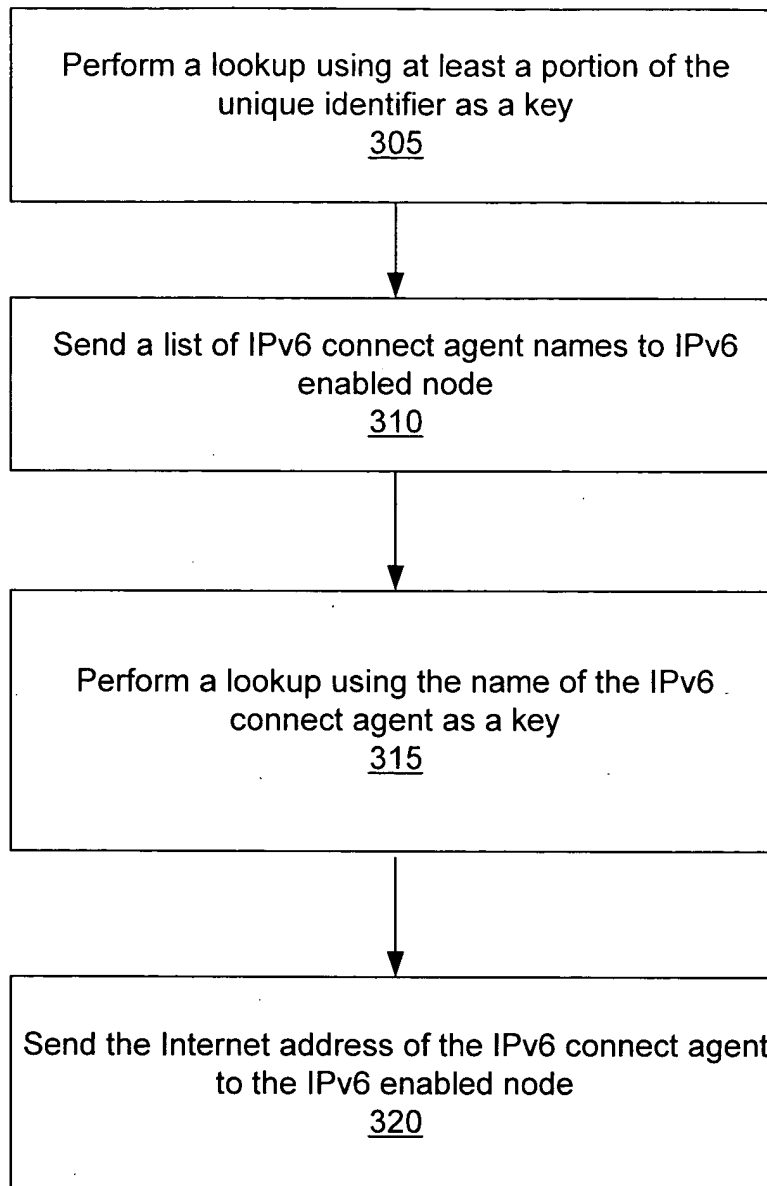 Perform a lookup using at least a portion of the
unique identifier as a key
305
Send a list of IPv6 connect agent names to IPv6
enabled node
310
Perform a lookup using the name of the IPv6
connect agent as a key
315
Send the Internet address of the IPv6 connect agent
to the IPv6 enabled node
320